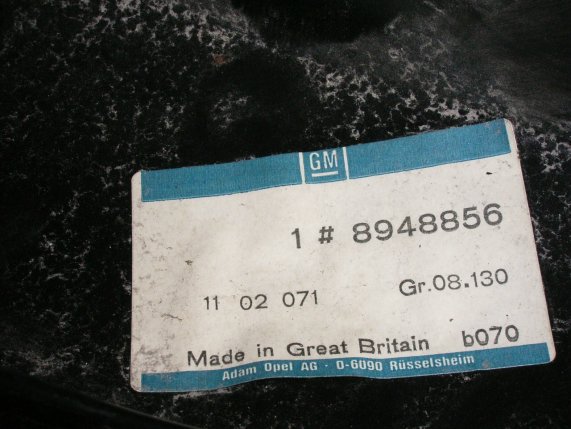 GM
1 # 8948856
11 02 071 Gr.08.130
Made in Great Britain b070
Adam Opel AG · D-6090 Rüsselsheim